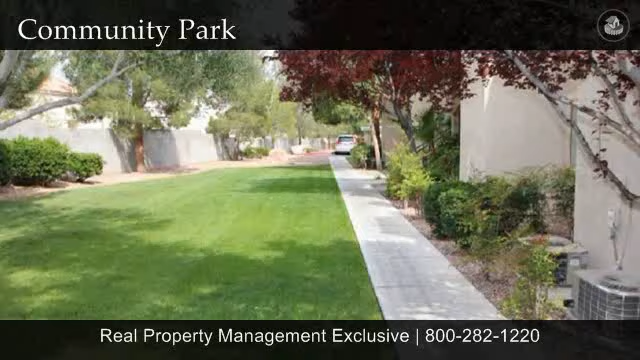 Community Park
Real Property Management Exclusive | 800-282-1220